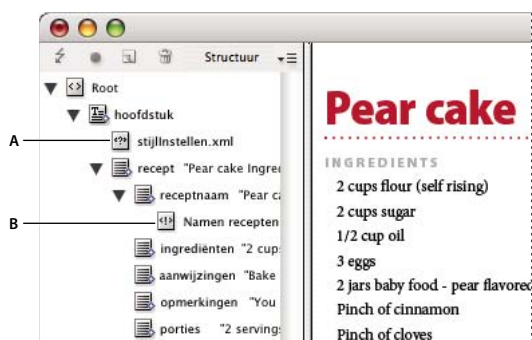 Structuur
Root
hoofdstuk
A
stijlInstellen.xml
recept "Pear cake Ingre
receptnaam "Pear c
B
Namen recepten
ingrediënten "2 cup
aanwijzingen "Bake
opmerkingen "You
porties "2 serving
Pear cake
INGREDIENTS
2 cups flour (self rising)
2 cups sugar
1/2 cup oil
3 eggs
2 jars baby food - pear flavored
Pinch of cinnamon
Pinch of cloves